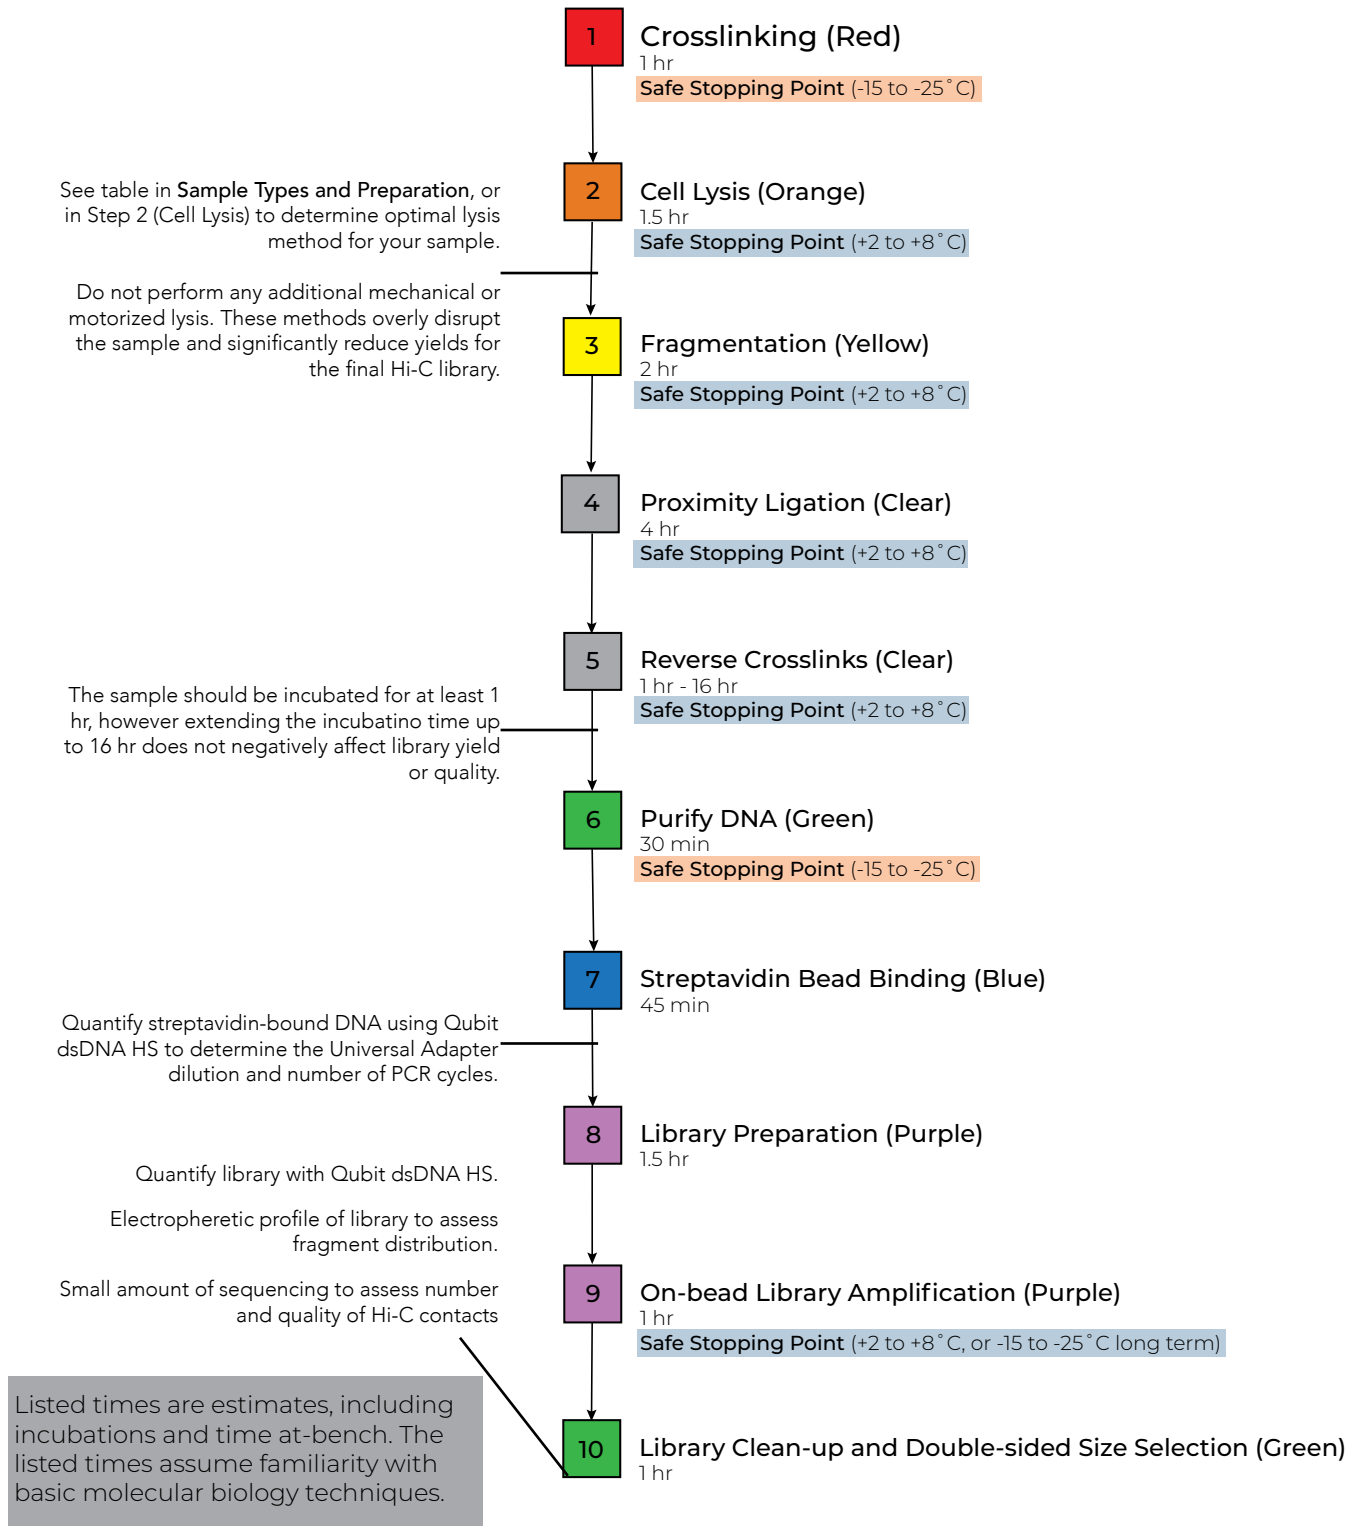 1
Crosslinking (Red)
1 hr
Safe Stopping Point (-15 to -25˚C)
See table in Sample Types and Preparation, or
in Step 2 (Cell Lysis) to determine optimal lysis
method for your sample.
2
Cell Lysis (Orange)
1.5 hr
Safe Stopping Point (+2 to +8˚C)
Do not perform any additional mechanical or
motorized lysis. These methods overly disrupt
the sample and significantly reduce yields for
the final Hi-C library.
3
Fragmentation (Yellow)
2 hr
Safe Stopping Point (+2 to +8˚C)
4
Proximity Ligation (Clear)
4 hr
Safe Stopping Point (+2 to +8˚C)
5
Reverse Crosslinks (Clear)
1 hr - 16 hr
Safe Stopping Point (+2 to +8˚C)
The sample should be incubated for at least 1
hr, however extending the incubatino time up
to 16 hr does not negatively affect library yield
or quality.
6
Purify DNA (Green)
30 min
Safe Stopping Point (-15 to -25˚C)
7
Streptavidin Bead Binding (Blue)
45 min
Quantify streptavidin-bound DNA using Qubit
dsDNA HS to determine the Universal Adapter
dilution and number of PCR cycles.
8
Library Preparation (Purple)
1.5 hr
Quantify library with Qubit dsDNA HS.
Electropheretic profile of library to assess
fragment distribution.
Small amount of sequencing to assess number
and quality of Hi-C contacts
9
On-bead Library Amplification (Purple)
1 hr
Safe Stopping Point (+2 to +8˚C, or -15 to -25˚C long term)
10
Library Clean-up and Double-sided Size Selection (Green)
1 hr
Listed times are estimates, including
incubations and time at-bench. The
listed times assume familiarity with
basic molecular biology techniques.